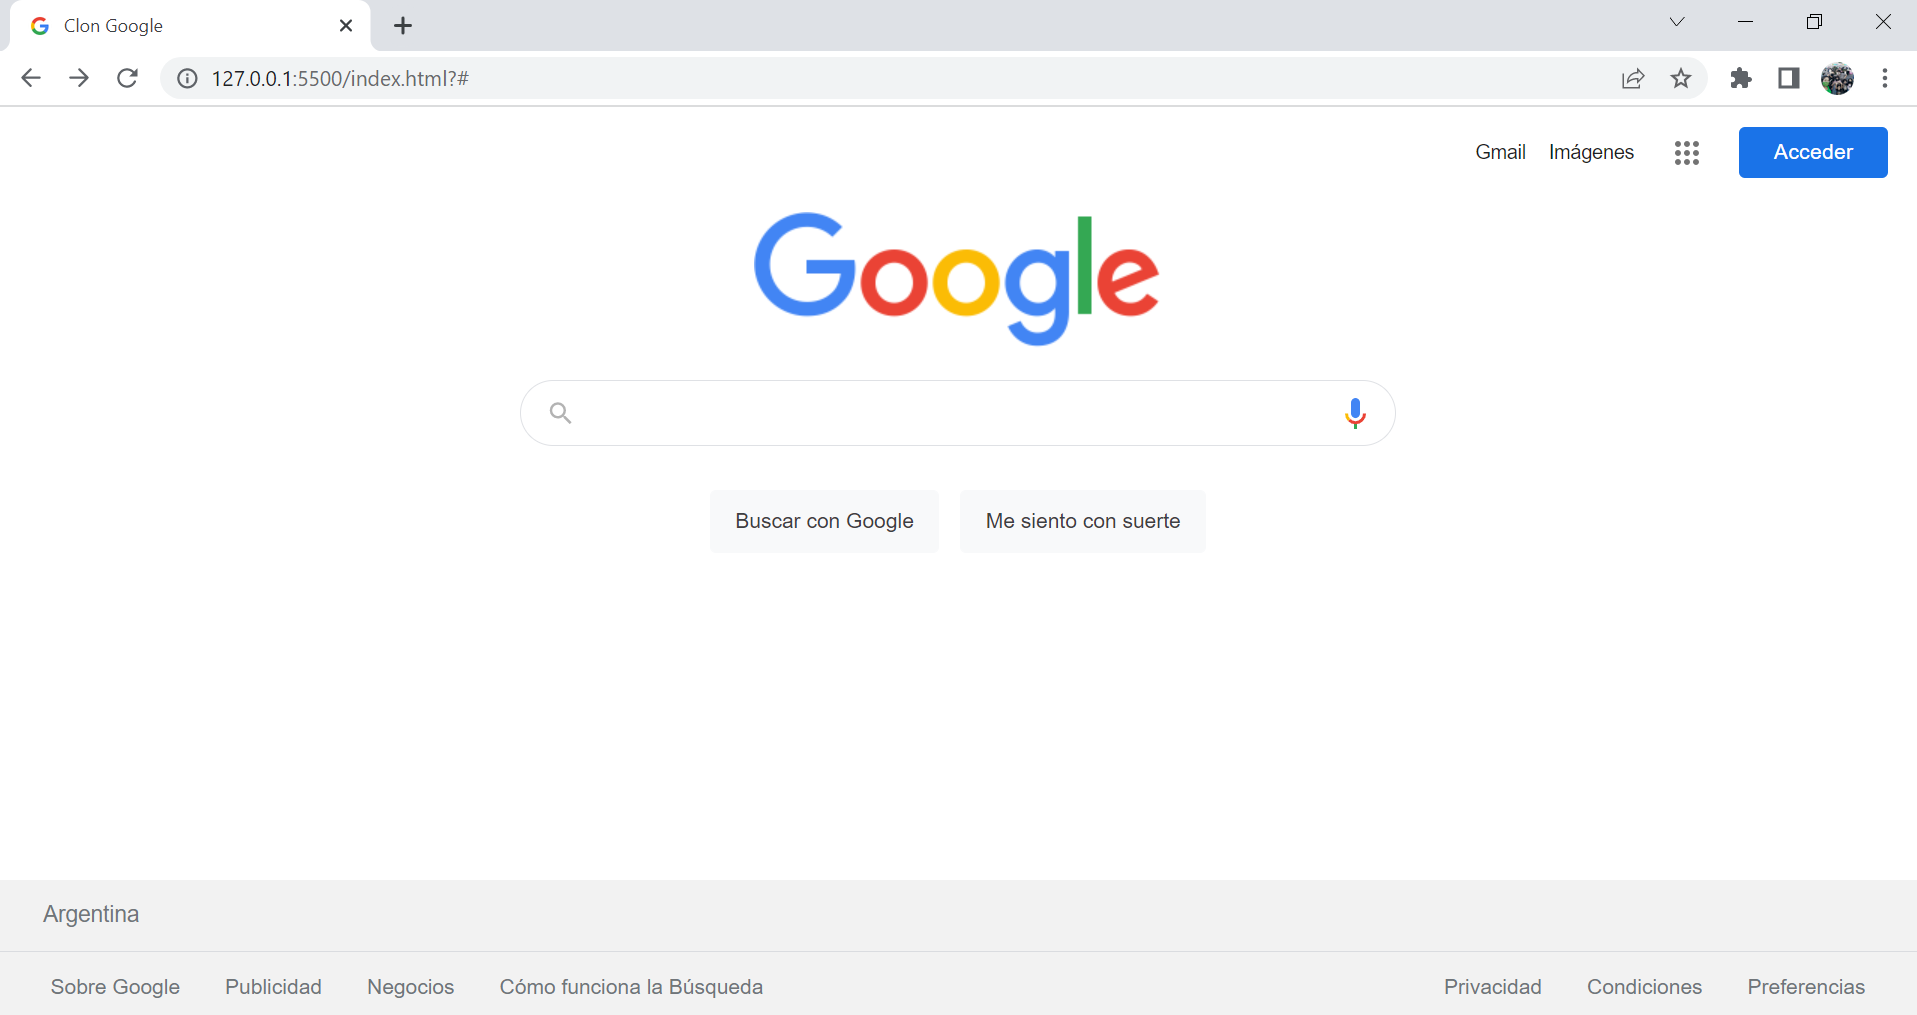 Clon Google
127.0.0.1:5500/index.html?#
Gmail Imágenes Acceder
Google
Buscar con Google Me siento con suerte
Argentina
Sobre Google Publicidad Negocios Cómo funciona la Búsqueda Privacidad Condiciones Preferencias